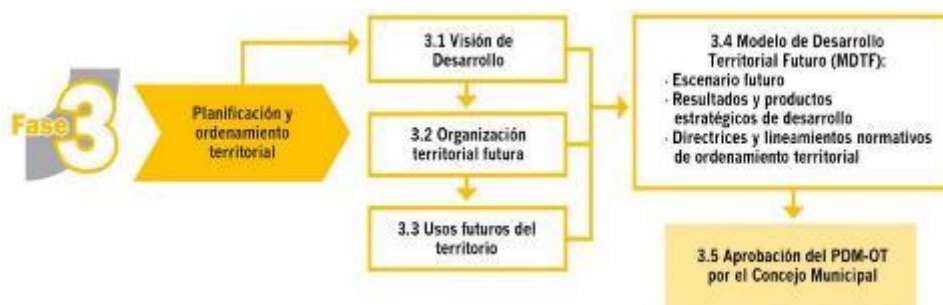 Fase 3
Planificación y
ordenamiento
territorial
3.1 Visión de
Desarrollo
3.2 Organización
territorial futura
3.3 Usos futuros del
territorio
3.4 Modelo de Desarrollo
Territorial Futuro (MDTF):
· Escenario futuro
· Resultados y productos
estratégicos de desarrollo
· Directrices y lineamientos normativos
de ordenamiento territorial
3.5 Aprobación del PDM-OT
por el Concejo Municipal